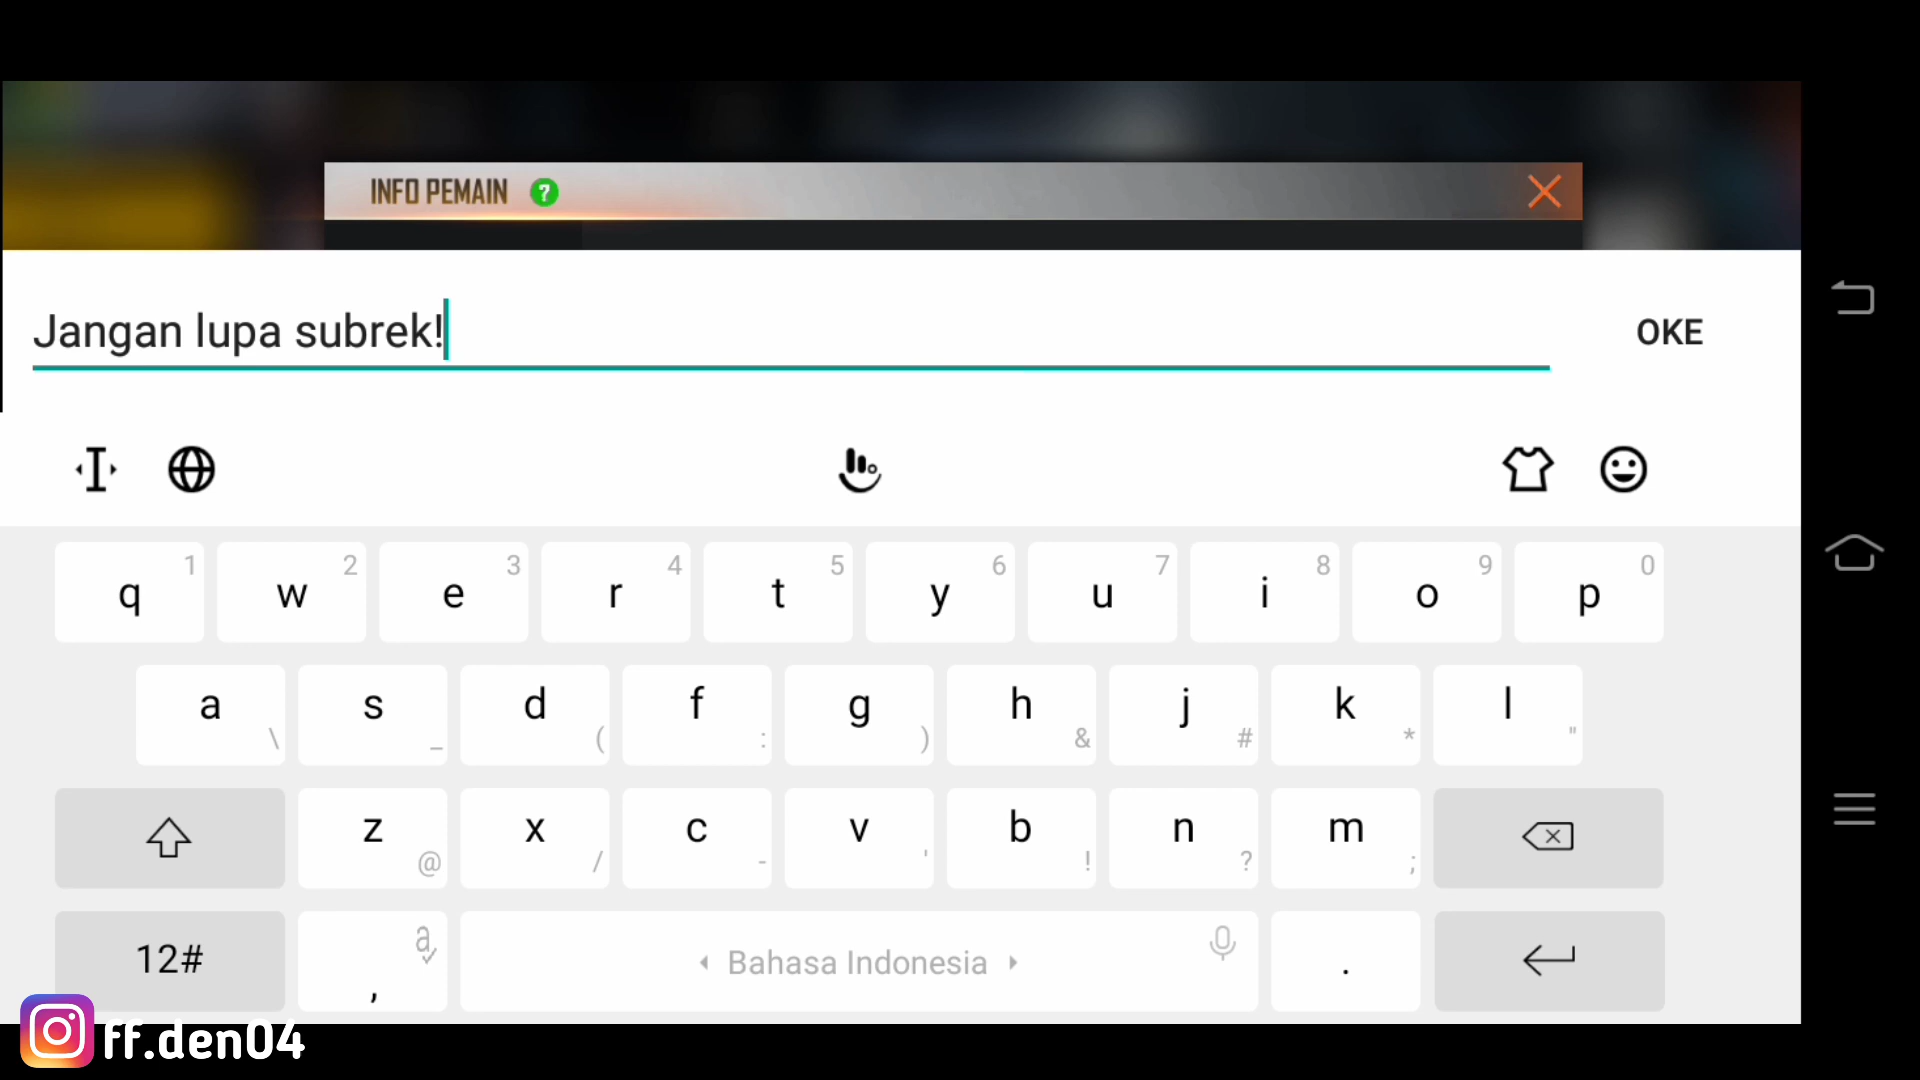 INFO PEMAIN ?
Jangan lupa subrek!
OKE
q 1 w 2 e 3 r 4 t 5 y 6 u 7 i 8 o 9 p 0
a \ s _ d ( f : g ) h & j # k * l "
z @ x / c - v ' b ! n ? m ;
12# , a Bahasa Indonesia .
ff.den04